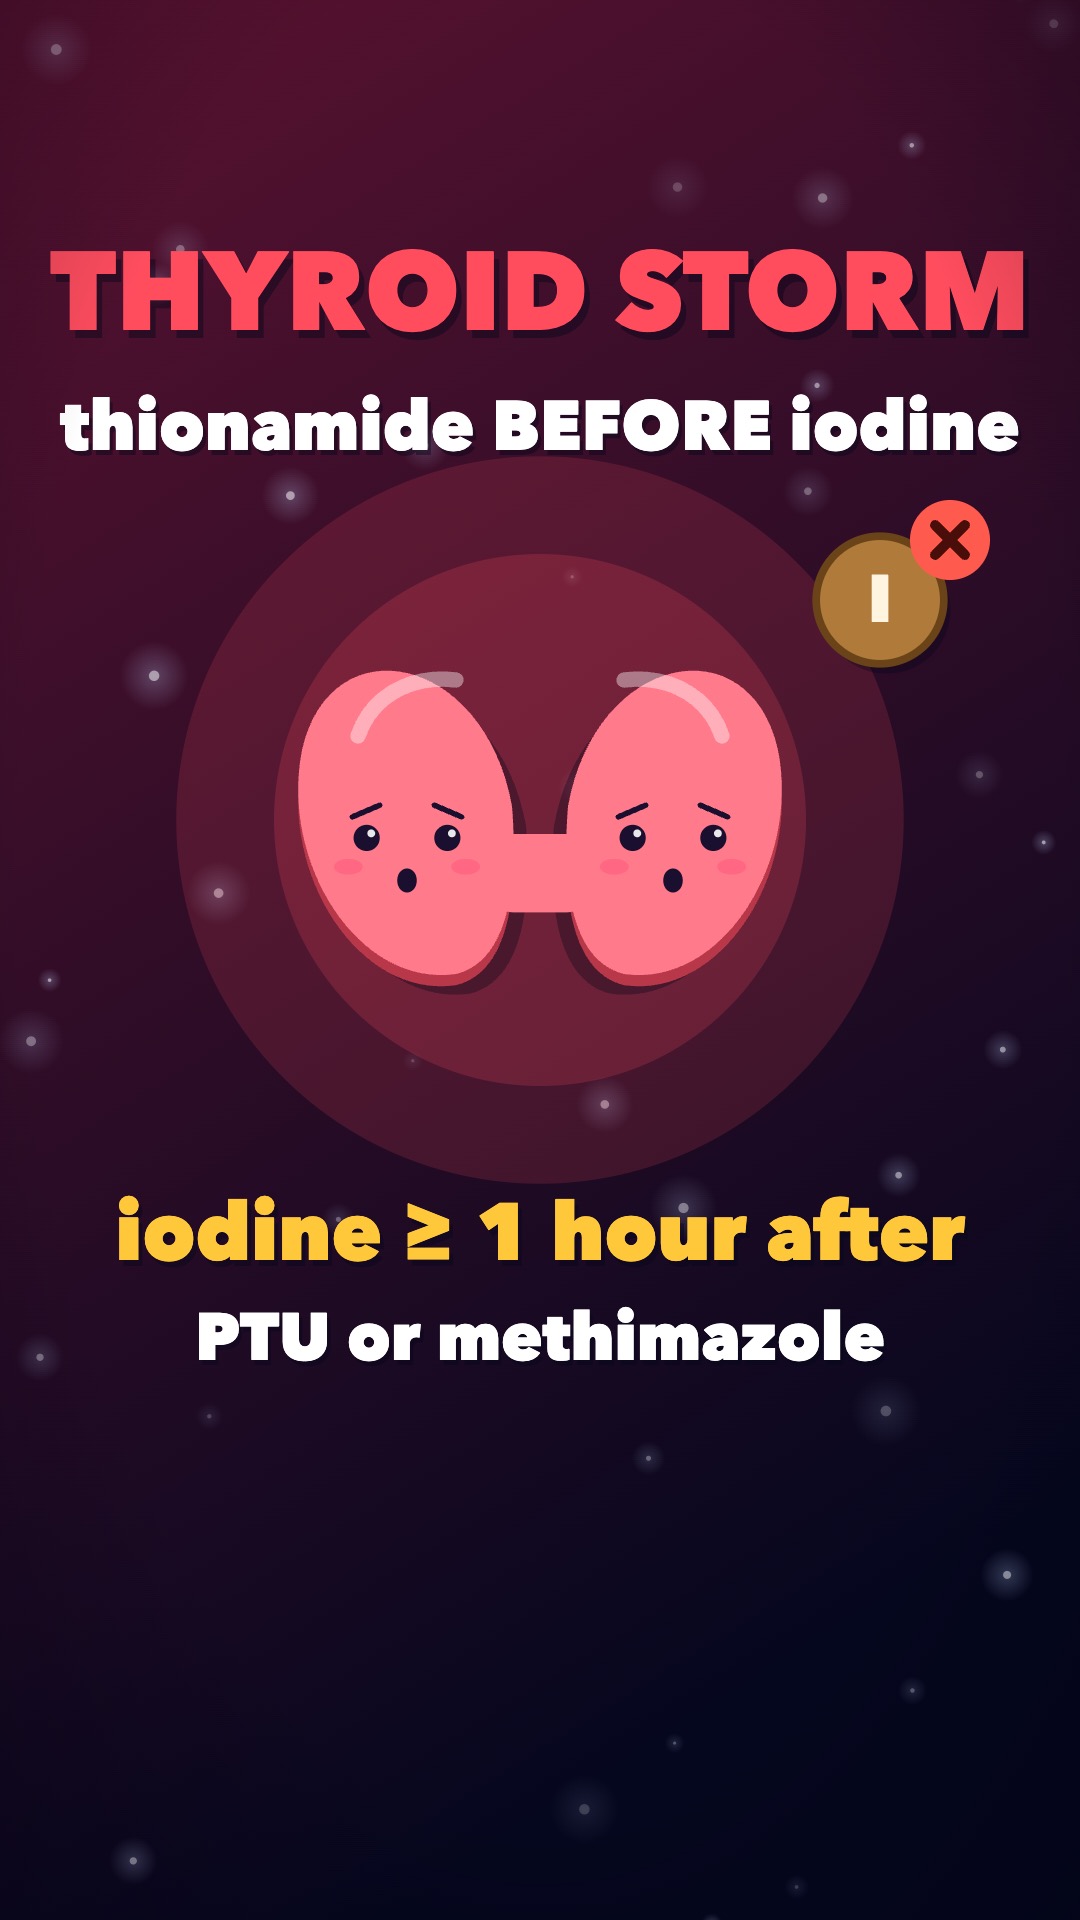 THYROID STORM
thionamide BEFORE iodine
I
iodine ≥ 1 hour after
PTU or methimazole